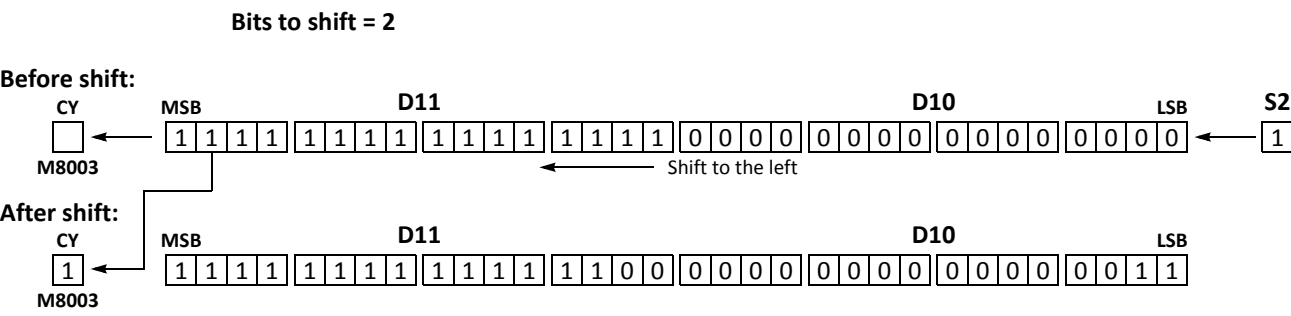 Bits to shift = 2
Before shift:
CY MSB D11 D10 LSB S2
1 1 1 1 1 1 1 1 1 1 1 1 1 1 1 1 0 0 0 0 0 0 0 0 0 0 0 0 0 0 0 0 1
M8003 Shift to the left
After shift:
CY MSB D11 D10 LSB
1 1 1 1 1 1 1 1 1 1 1 1 1 1 1 0 0 0 0 0 0 0 0 0 0 0 0 0 0 0 0 1 1
M8003